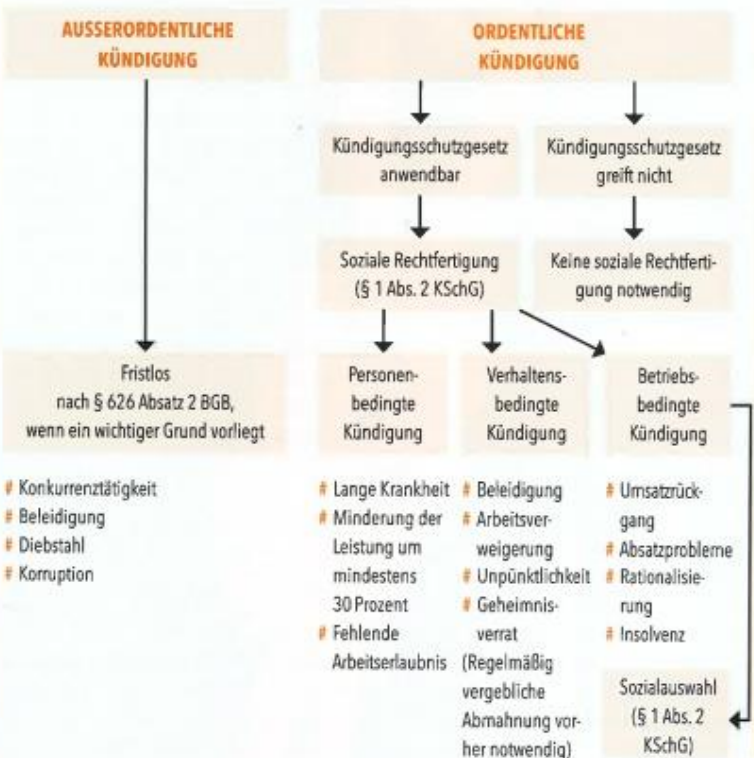 AUSSERORDENTLICHE
KÜNDIGUNG
ORDENTLICHE
KÜNDIGUNG
Kündigungsschutzgesetz
anwendbar
Kündigungsschutzgesetz
greift nicht
Soziale Rechtfertigung
(§ 1 Abs. 2 KSchG)
Keine soziale Rechtferti-
gung notwendig
Fristlos
nach § 626 Absatz 2 BGB,
wenn ein wichtiger Grund vorliegt
# Konkurrenztätigkeit
# Beleidigung
# Diebstahl
# Korruption
Personen-
bedingte
Kündigung
# Lange Krankheit
# Minderung der
Leistung um
mindestens
30 Prozent
# Fehlende
Arbeitserlaubnis
Verhaltens-
bedingte
Kündigung
# Beleidigung
# Arbeitsver-
weigerung
# Unpünktlichkeit
# Geheimnis-
verrat
(Regelmäßig
vergebliche
Abmahnung vor-
her notwendig)
Betriebs-
bedingte
Kündigung
# Umsatzrück-
gang
# Absatzprobleme
# Rationalisie-
rung
# Insolvenz
Sozialauswahl
(§ 1 Abs. 2
KSchG)